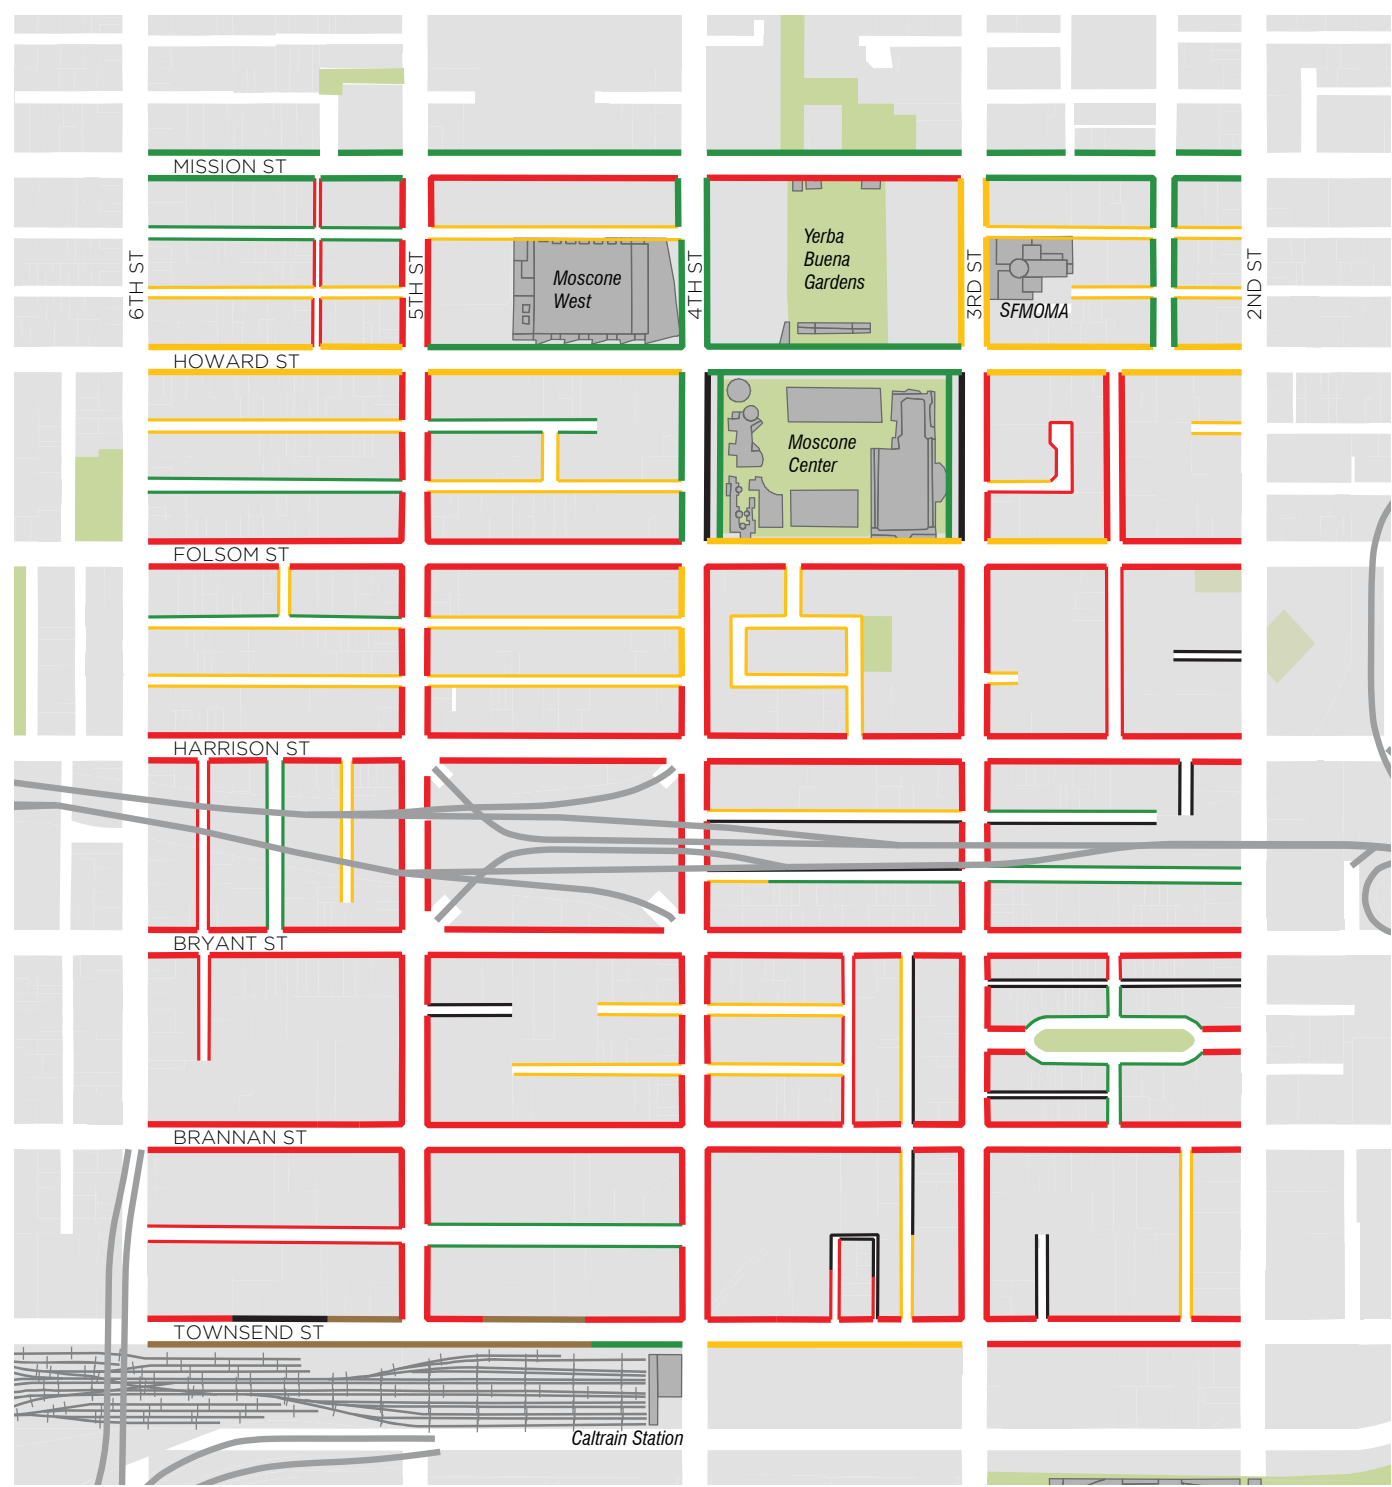 MISSION ST
Yerba
Buena
Gardens
Moscone
West
6TH ST
5TH ST
4TH ST
3RD ST
2ND ST
SFMOMA
HOWARD ST
Moscone
Center
FOLSOM ST
HARRISON ST
BRYANT ST
BRANNAN ST
TOWNSEND ST
Caltrain Station